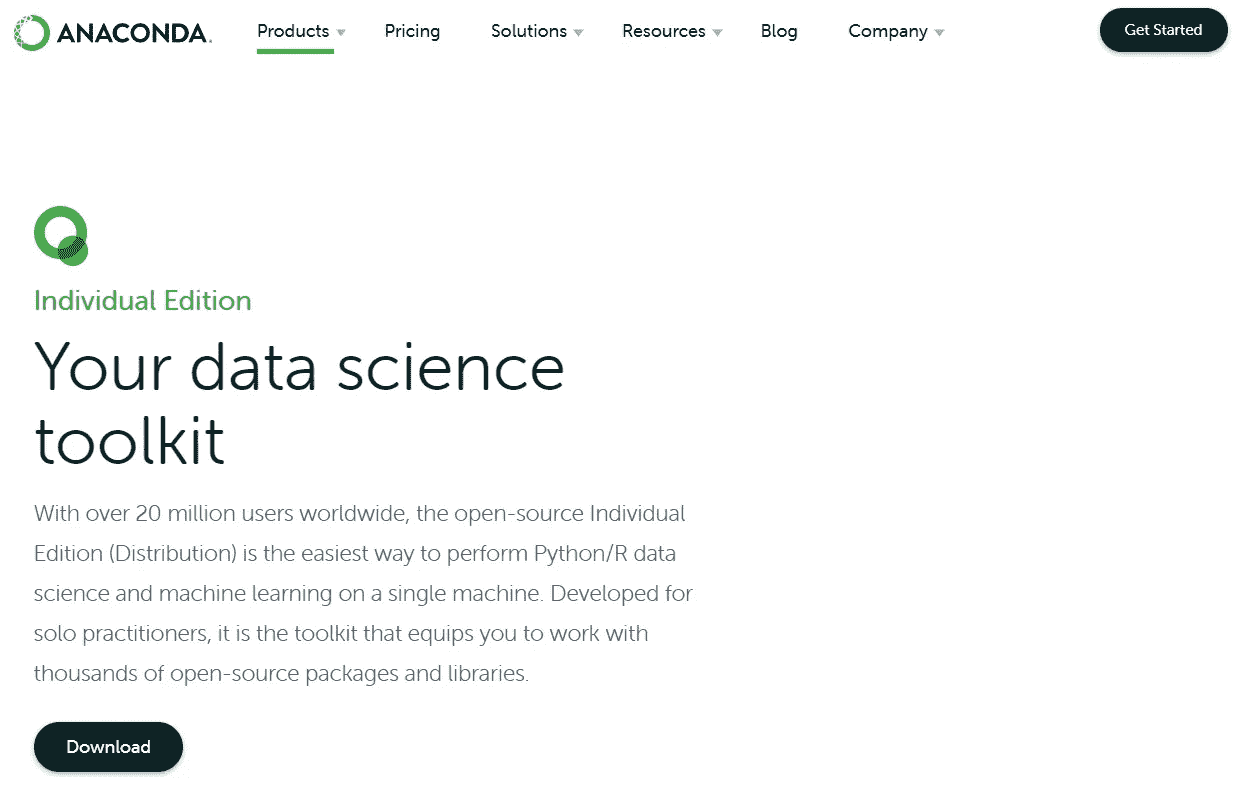 ANACONDA.
Products
Pricing
Solutions
Resources
Blog
Company
Get Started
Individual Edition
Your data science
toolkit
With over 20 million users worldwide, the open-source Individual
Edition (Distribution) is the easiest way to perform Python/R data
science and machine learning on a single machine. Developed for
solo practitioners, it is the toolkit that equips you to work with
thousands of open-source packages and libraries.
Download